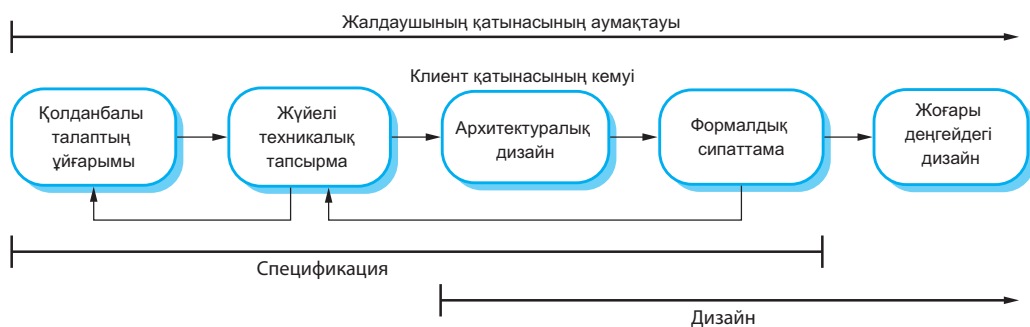 Жалдаушының қатынасының аумақтауы
Клиент қатынасының кемуі
Қолданбалы
талаптың
ұйғарымы
Жүйелі
техникалық
тапсырма
Архитектуралық
дизайн
Формалдық
сипаттама
Жоғары
деңгейдегі
дизайн
Спецификация
Дизайн